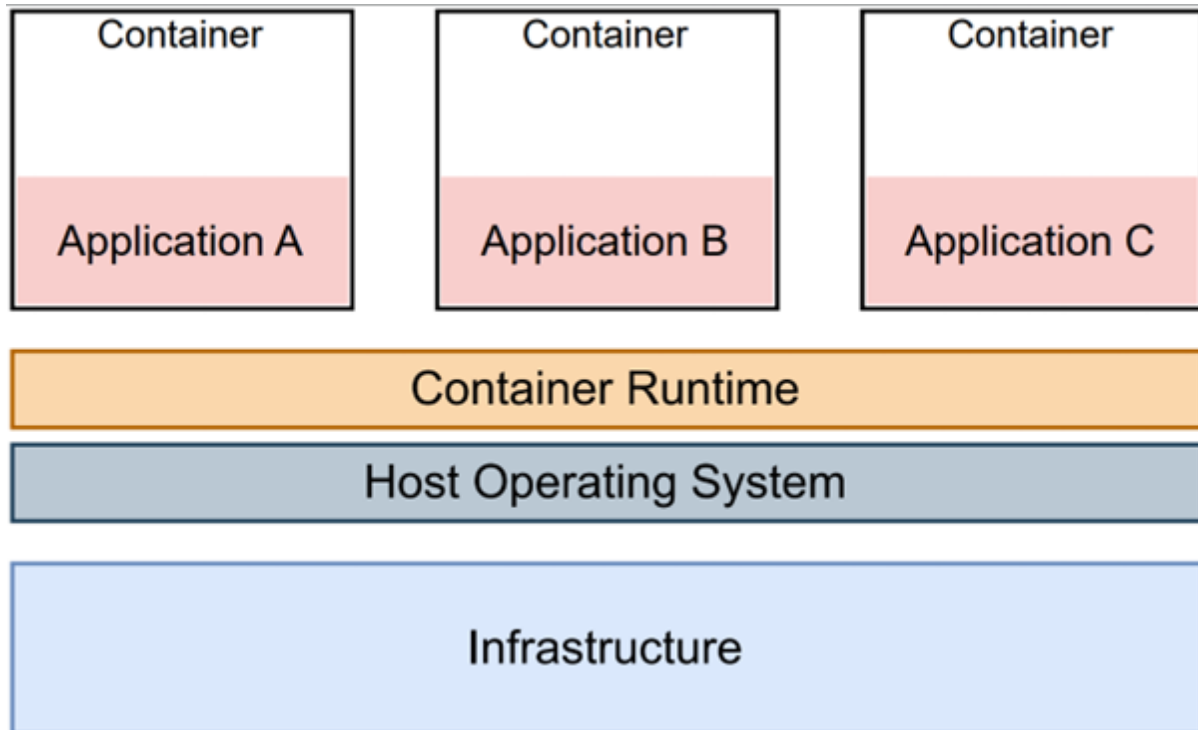 Container
Container
Container
Application A
Application B
Application C
Container Runtime
Host Operating System
Infrastructure